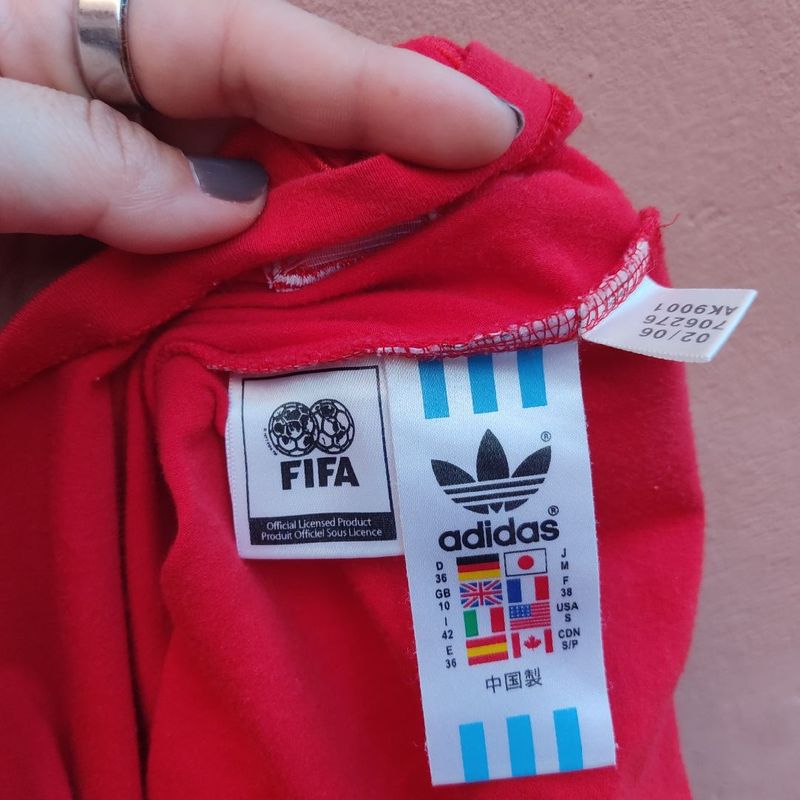 02/06
706276
AK9001
FIFA
Official Licensed Product
Produit Officiel Sous Licence
®
adidas®
D
36
GB
10
I
42
E
36
J
M
F
38
USA
S
CDN
S/P
中国製